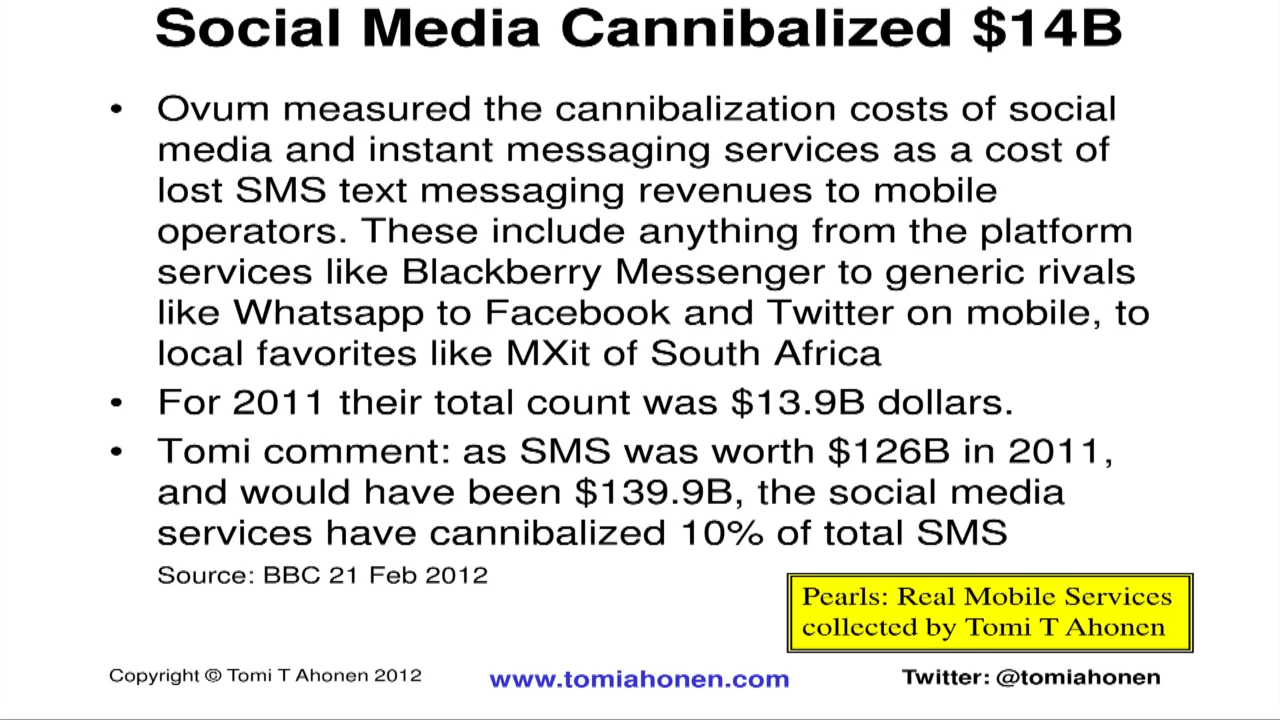 Social Media Cannibalized $14B
• Ovum measured the cannibalization costs of social
media and instant messaging services as a cost of
lost SMS text messaging revenues to mobile
operators. These include anything from the platform
services like Blackberry Messenger to generic rivals
like Whatsapp to Facebook and Twitter on mobile, to
local favorites like MXit of South Africa
• For 2011 their total count was $13.9B dollars.
• Tomi comment: as SMS was worth $126B in 2011,
and would have been $139.9B, the social media
services have cannibalized 10% of total SMS
Source: BBC 21 Feb 2012
Pearls: Real Mobile Services
collected by Tomi T Ahonen
Copyright © Tomi T Ahonen 2012
www.tomiahonen.com
Twitter: @tomiahonen